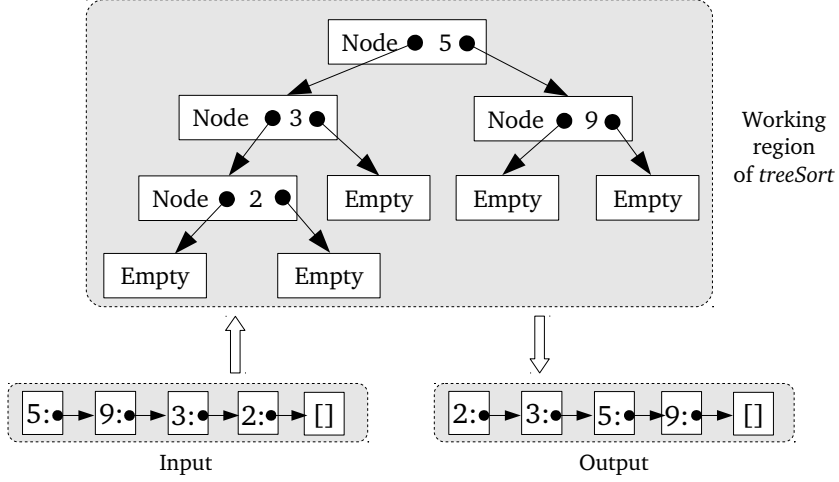 Node 5
Node 3
Node 9
Working
region
of treeSort
Node 2
Empty
Empty
Empty
Empty
Empty
5: 9: 3: 2: []
2: 3: 5: 9: []
Input
Output